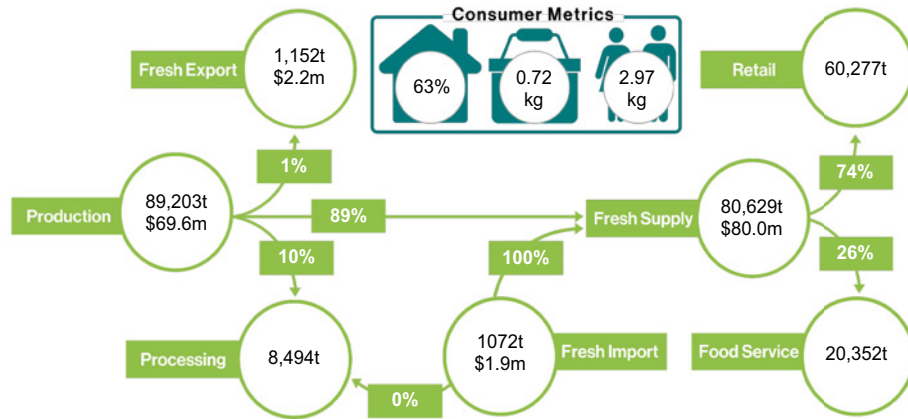 Consumer Metrics
Fresh Export
1,152t
$2.2m
63%
0.72
kg
2.97
kg
Retail
60,277t
1%
74%
Production
89,203t
$69.6m
89%
Fresh Supply
80,629t
$80.0m
10%
100%
26%
Processing
8,494t
1072t
$1.9m
Fresh Import
Food Service
20,352t
0%